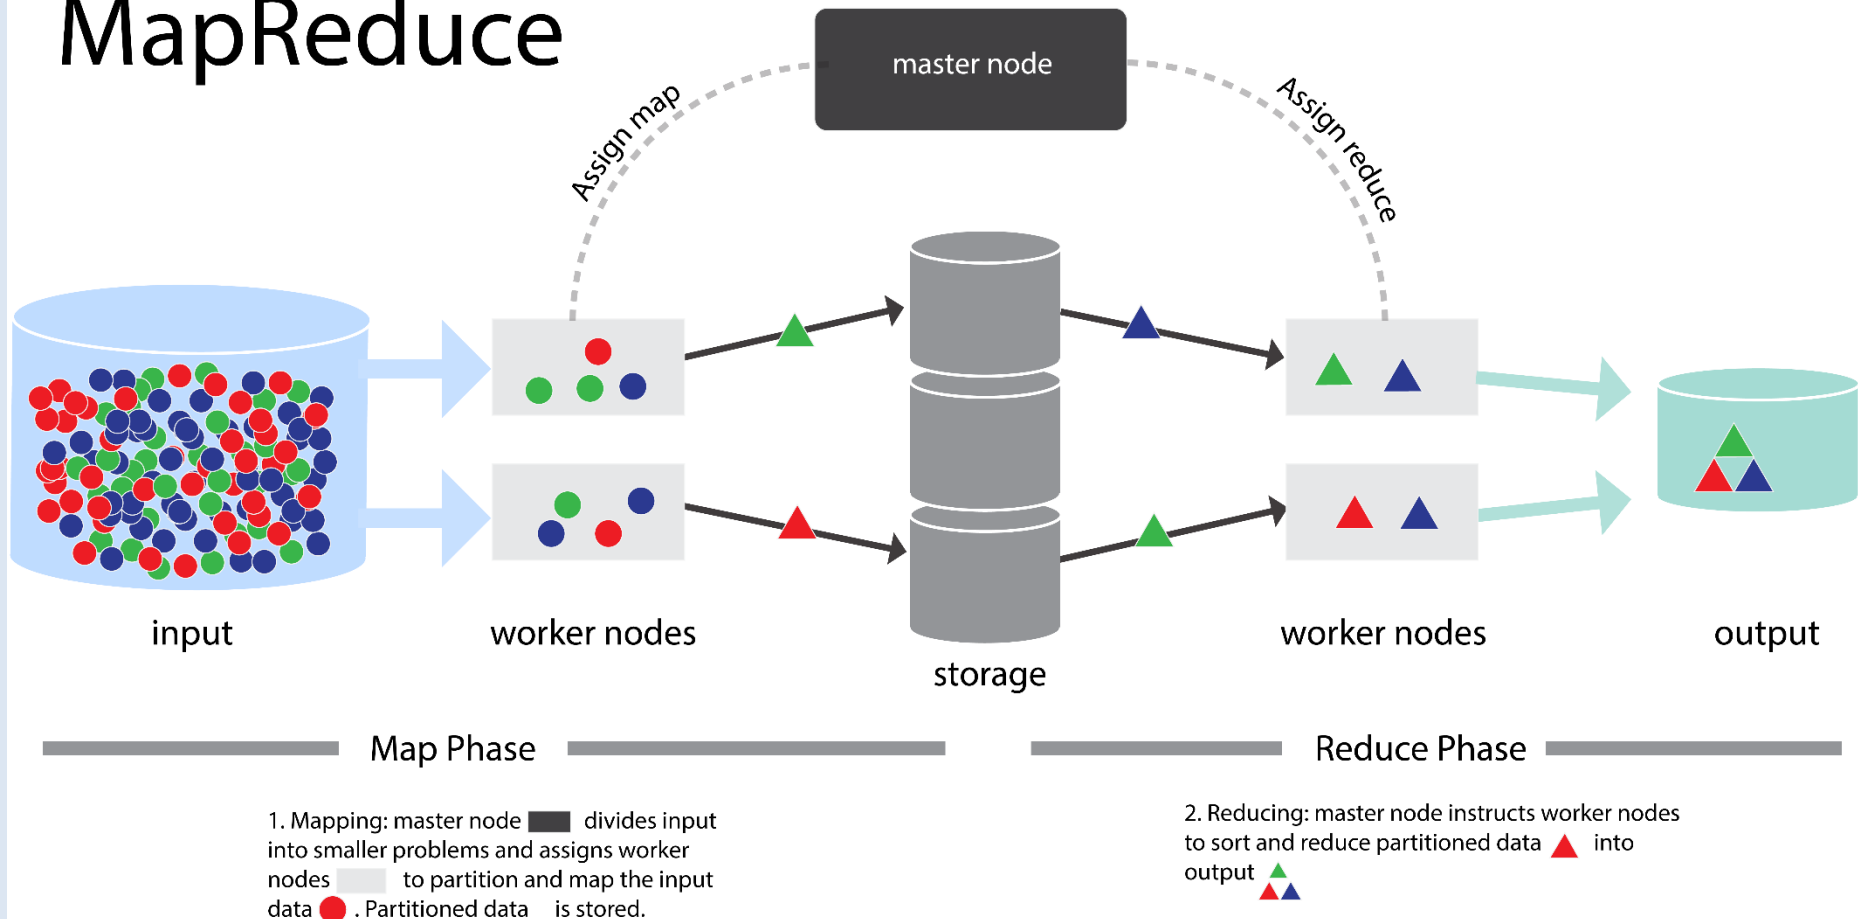 MapReduce
master node
Assign map
Assign reduce
input
worker nodes
storage
worker nodes
output
Map Phase
Reduce Phase
1. Mapping: master node divides input
into smaller problems and assigns worker
nodes to partition and map the input
data . Partitioned data is stored.
2. Reducing: master node instructs worker nodes
to sort and reduce partitioned data into
output